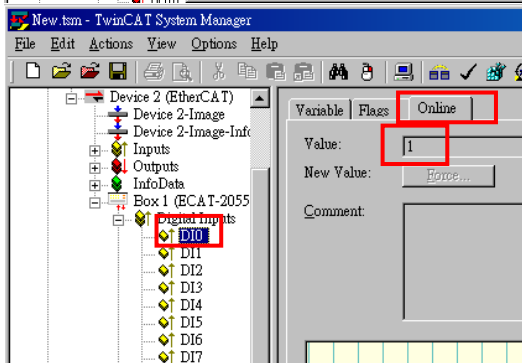 New.tsm - TwinCAT System Manager
File Edit Actions View Options Help
Device 2 (EtherCAT)
Device 2-Image
Device 2-Image-Info
Inputs
Outputs
InfoData
Box 1 (ECAT-2055
Digital Inputs
DI0
DI1
DI2
DI3
DI4
DI5
DI6
DI7
Variable Flags Online
Value: 1
New Value: Force...
Comment: